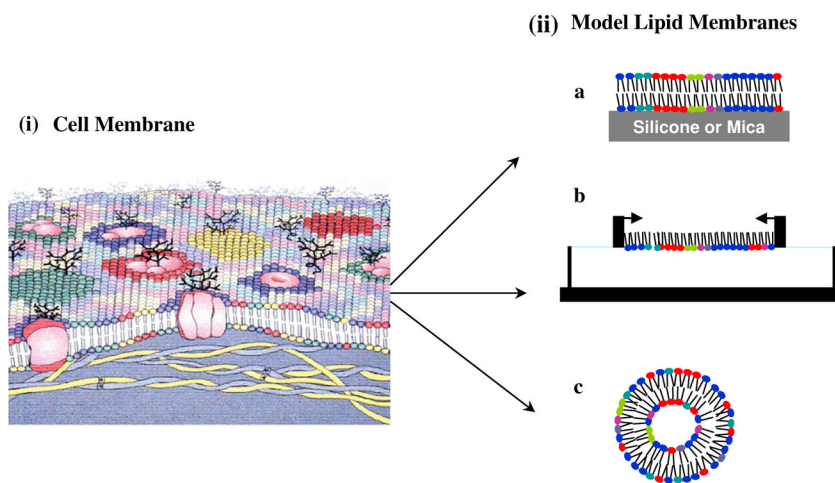 (ii) Model Lipid Membranes
a
(i) Cell Membrane
Silicone or Mica
b
c